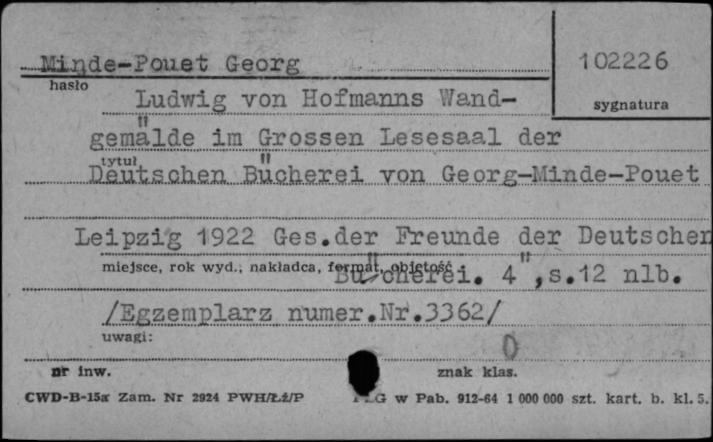 Minde-Pouet Georg
102226
hasło
sygnatura
Ludwig von Hofmanns Wand-
gemälde im Grossen Lesesaal der
tytuł
Deutschen Bücherei von Georg-Minde-Pouet
Leipzig 1922 Ges.der Freunde der Deutschen
miejsce, rok wyd., nakładca, format, objętość
Bücherei. 4", s.12 nlb.
/Egzemplarz numer.Nr.3362/
uwagi:
nr inw.
znak klas.
CWD-B-15a Zam. Nr 2924 PWH/Łż/P
G w Pab. 912-64 1 000 000 szt. kart. b. kl. 5.